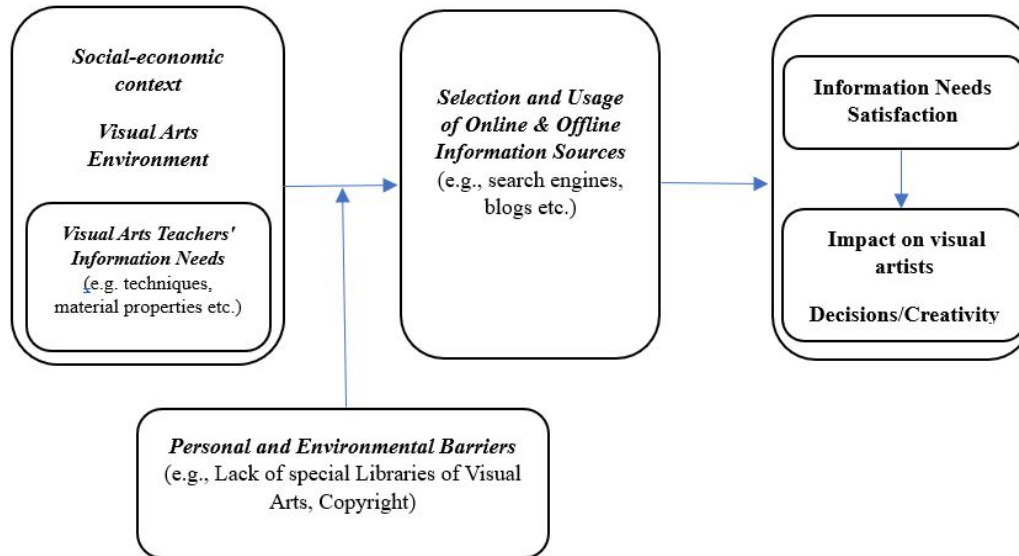 Social-economic
context
Visual Arts
Environment
Visual Arts Teachers'
Information Needs
(e.g. techniques,
material properties etc.)
Selection and Usage
of Online & Offline
Information Sources
(e.g., search engines,
blogs etc.)
Information Needs
Satisfaction
Impact on visual
artists
Decisions/Creativity
Personal and Environmental Barriers
(e.g., Lack of special Libraries of Visual
Arts, Copyright)